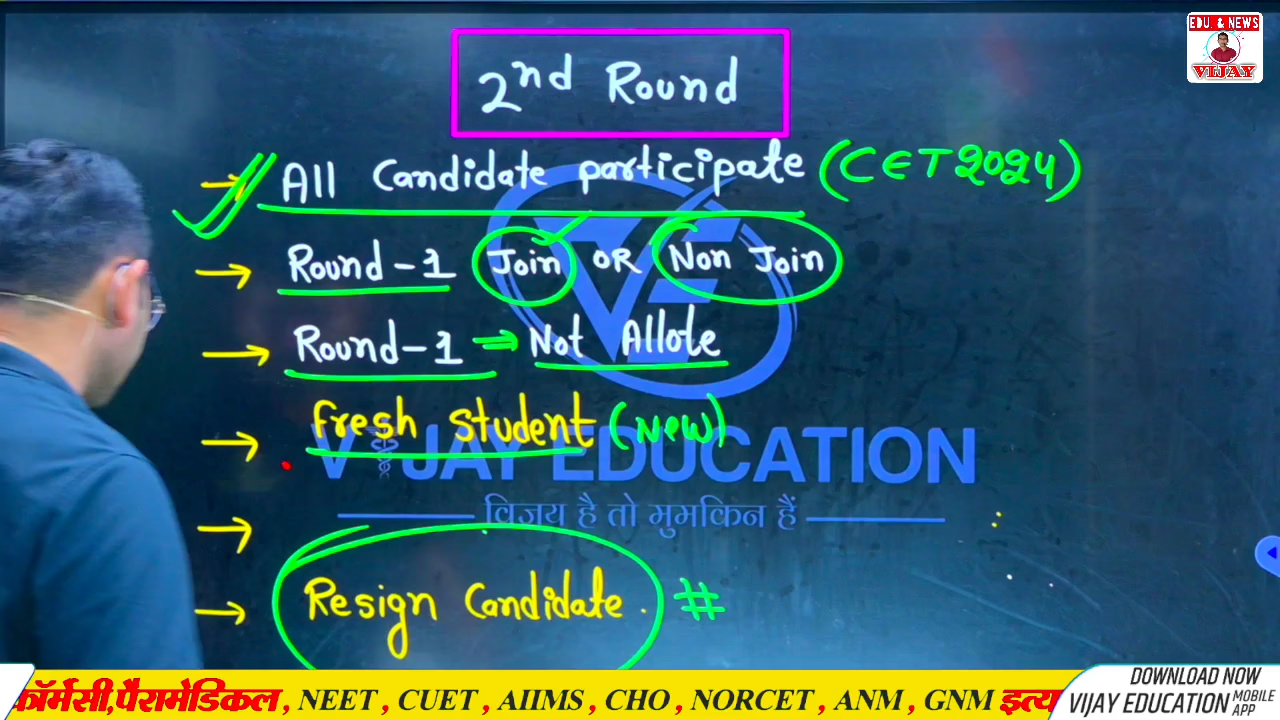 EDU. & NEWS
VIJAY
2nd Round
All Candidate participate (CET2024)
Round-1 Join OR Non Join
Round-1 Not Allote
Fresh Student (New)
VIJAY EDUCATION
विजय है तो मुमकिन हैं
Resign Candidate. #
फॉर्मेसी,पैरामेडिकल, NEET, CUET, AIIMS, CHO, NORCET, ANM, GNM इत्या
DOWNLOAD NOW
VIJAY EDUCATION MOBILE APP